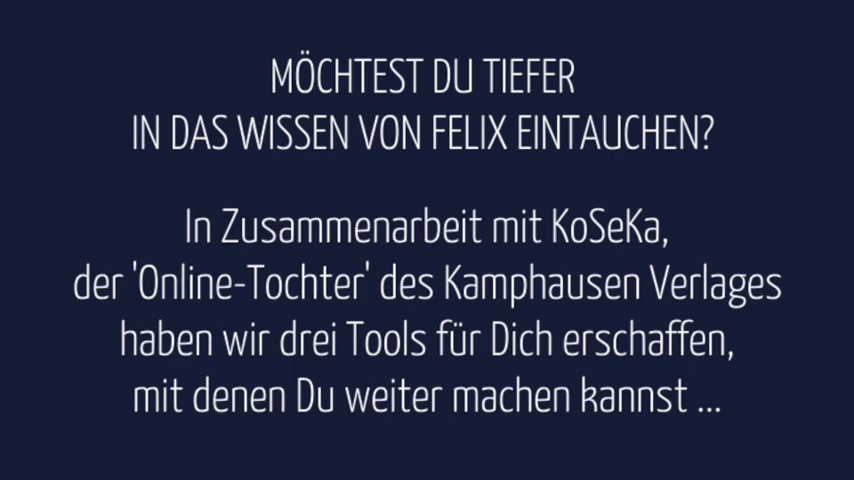 MÖCHTEST DU TIEFER
IN DAS WISSEN VON FELIX EINTAUCHEN?
In Zusammenarbeit mit KoSeKa,
der 'Online-Tochter' des Kamphausen Verlages
haben wir drei Tools für Dich erschaffen,
mit denen Du weiter machen kannst ...